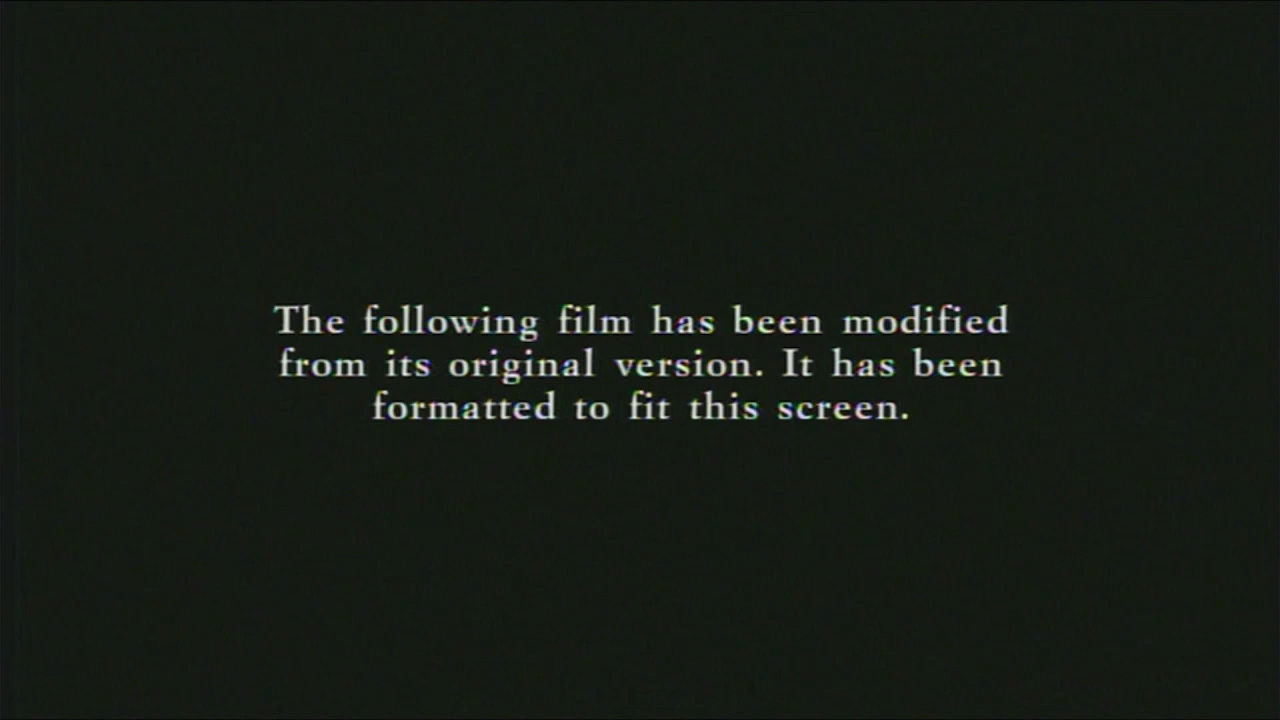 The following film has been modified
from its original version. It has been
formatted to fit this screen.